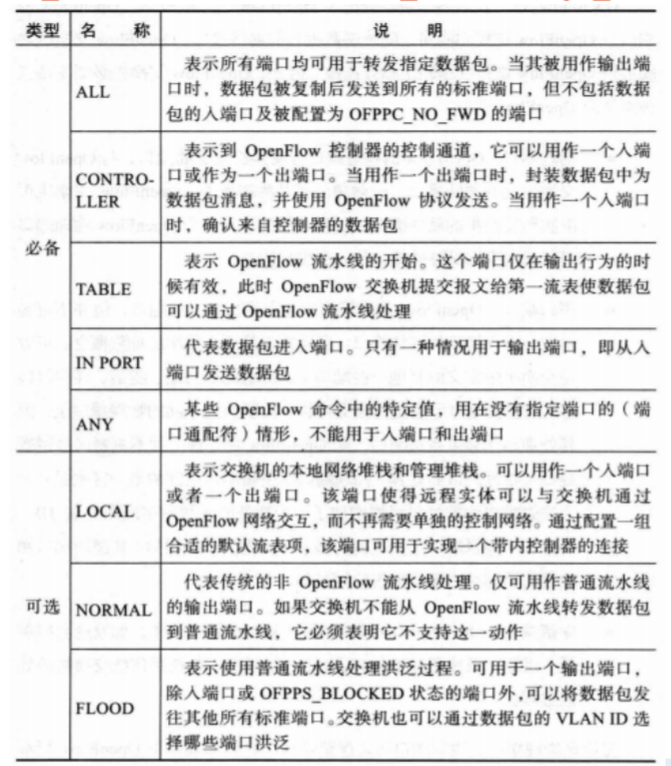 类型 名 称 说 明
必备
ALL
表示所有端口均可用于转发指定数据包。当其被用作输出端
口时，数据包被复制后发送到所有的标准端口，但不包括数据
包的入端口及被配置为 OFPPC_NO_FWD 的端口
CONTRO-
LLER
表示到 OpenFlow 控制器的控制通道，它可以用作一个入端
口或作为一个出端口。当用作一个出端口时，封装数据包中为
数据包消息，并使用 OpenFlow 协议发送。当用作一个入端口
时，确认来自控制器的数据包
TABLE
表示 OpenFlow 流水线的开始。这个端口仅在输出行为的时
候有效，此时 OpenFlow 交换机提交报文给第一流表使数据包
可以通过 OpenFlow 流水线处理
IN PORT
代表数据包进入端口。只有一种情况用于输出端口，即从入
端口发送数据包
ANY
某些 OpenFlow 命令中的特定值，用在没有指定端口的（端
口通配符）情形，不能用于入端口和出端口
可选
LOCAL
表示交换机的本地网络堆栈和管理堆栈。可以用作一个入端口
或者一个出端口。该端口使得远程实体可以与交换机通过
OpenFlow 网络交互，而不再需要单独的控制网络。通过配置一组
合适的默认流表项，该端口可用于实现一个带内控制器的连接
NORMAL
代表传统的非 OpenFlow 流水线处理。仅可用作普通流水线
的输出端口。如果交换机不能从 OpenFlow 流水线转发数据包
到普通流水线，它必须表明它不支持这一动作
FLOOD
表示使用普通流水线处理洪泛过程。可用于一个输出端口，
除入端口或 OFPPS_BLOCKED 状态的端口外，可以将数据包发
往其他所有标准端口。交换机也可以通过数据包的 VLAN ID 选
择哪些端口洪泛